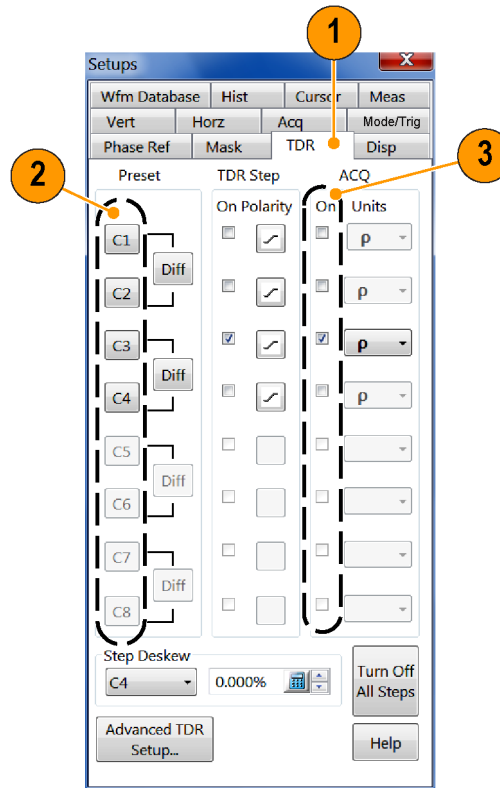 1
Setups
X
Wfm Database Hist Cursor Meas
Vert Horz Acq Mode/Trig
Phase Ref Mask TDR Disp
2
3
Preset TDR Step ACQ
On Polarity On Units
C1 ρ
Diff
C2 ρ
C3 ρ
Diff
C4 ρ
C5
Diff
C6
C7
Diff
C8
Step Deskew
C4 0.000%
Turn Off
All Steps
Advanced TDR
Setup...
Help